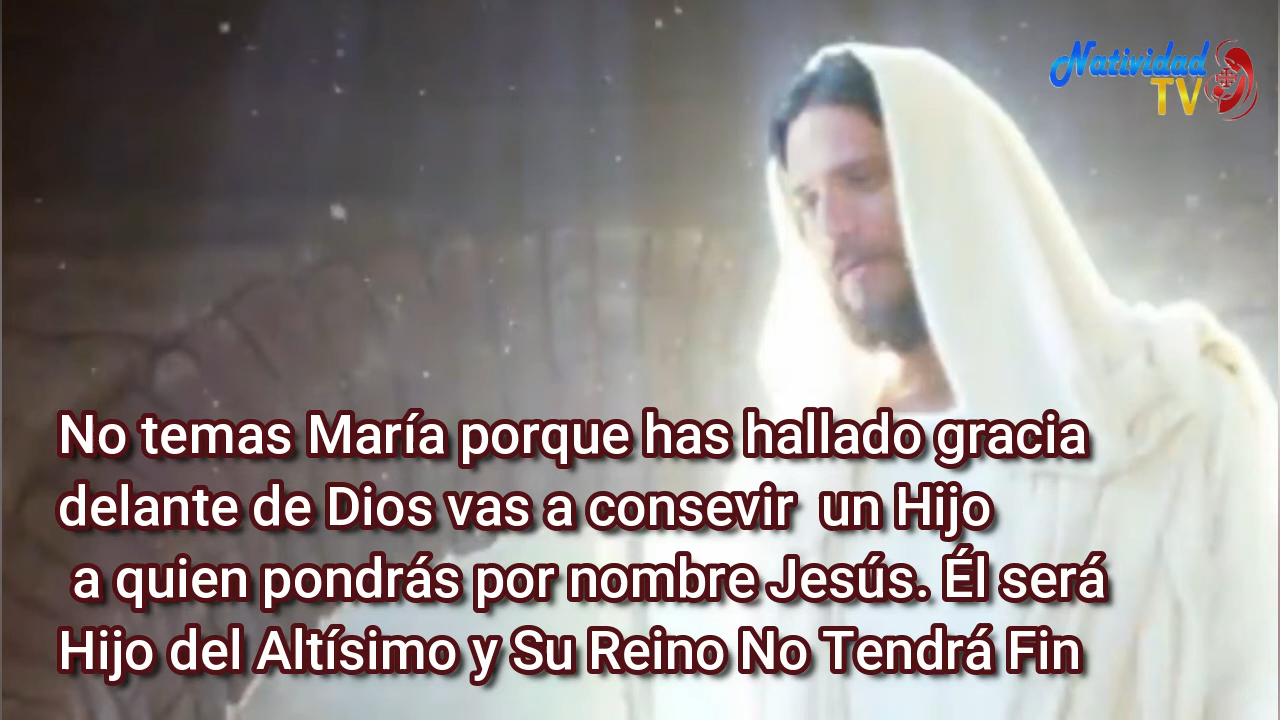 Natividad
TV
No temas María porque has hallado gracia
delante de Dios vas a consevir un Hijo
a quien pondrás por nombre Jesús. Él será
Hijo del Altísimo y Su Reino No Tendrá Fin